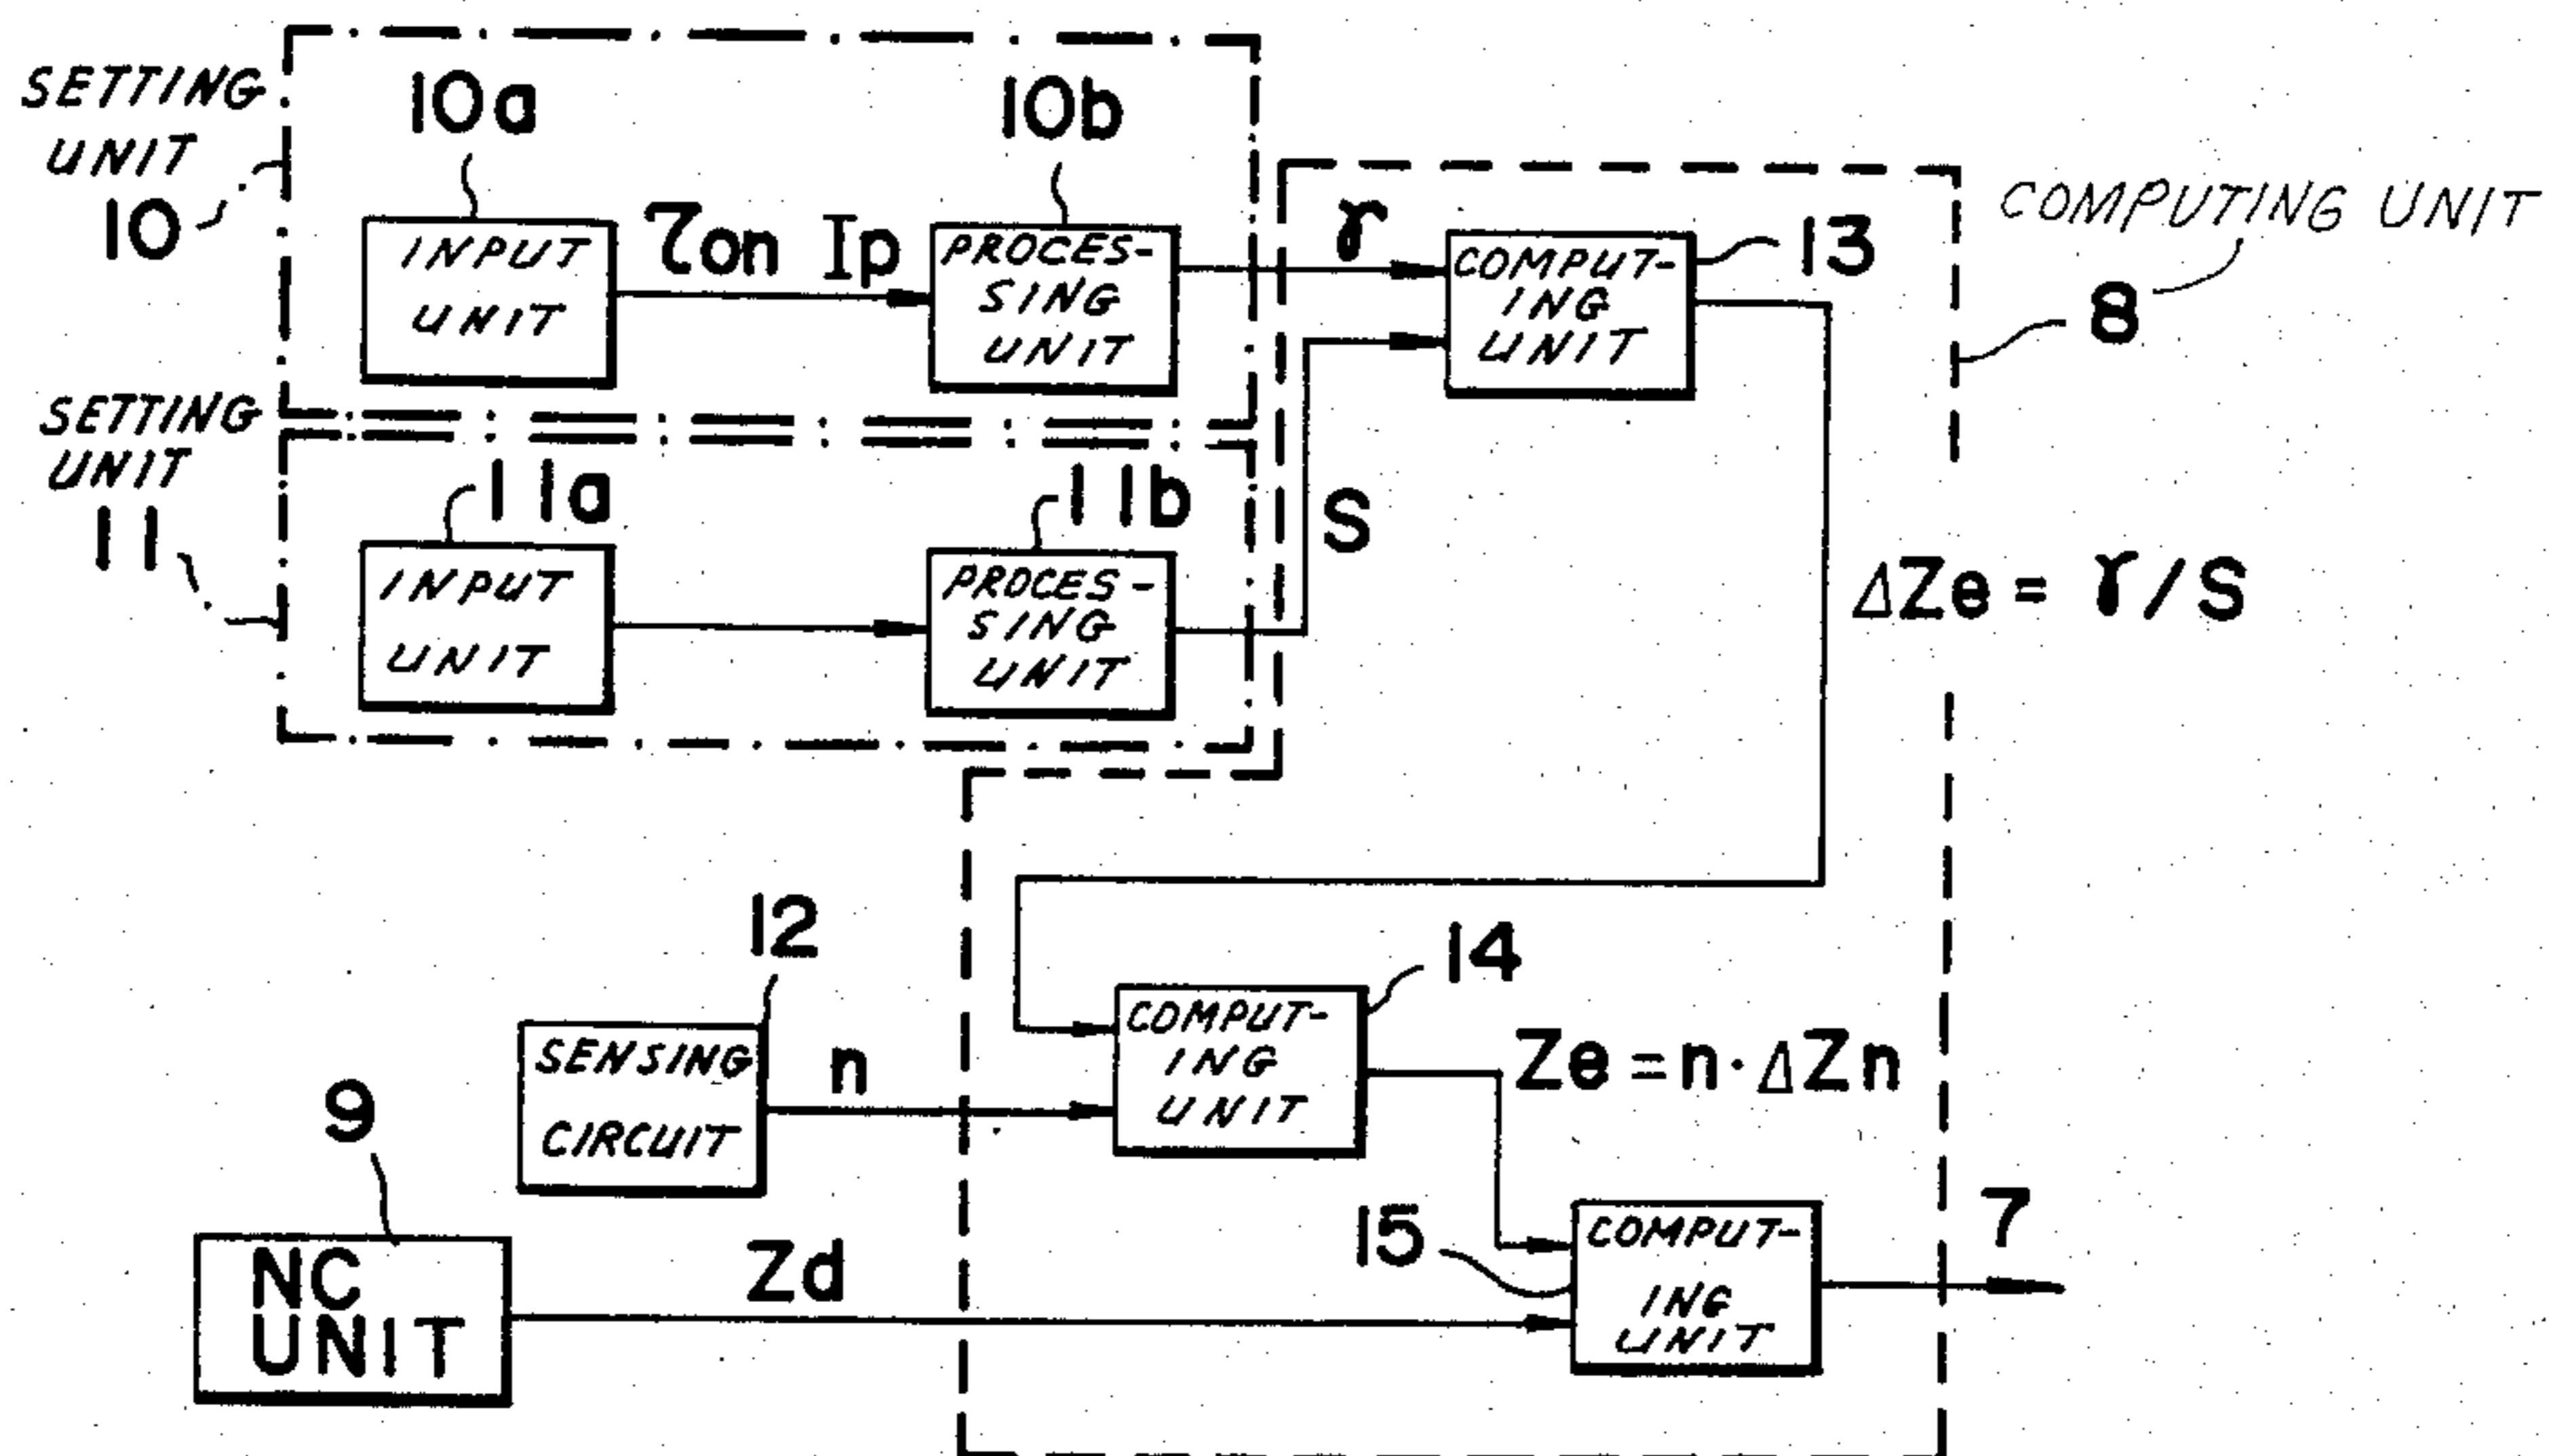 SETTING
UNIT
10
10a
10b
INPUT
UNIT
τon Ip
PROCES-
SING
UNIT
γ
COMPUT-
ING
UNIT
13
COMPUTING UNIT
8
SETTING
UNIT
11
11a
11b
INPUT
UNIT
PROCES-
SING
UNIT
S
ΔZe = γ/S
12
SENSING
CIRCUIT
n
14
COMPUT-
ING
UNIT
Ze = n·ΔZn
9
NC
UNIT
Zd
15
COMPUT-
ING
UNIT
7